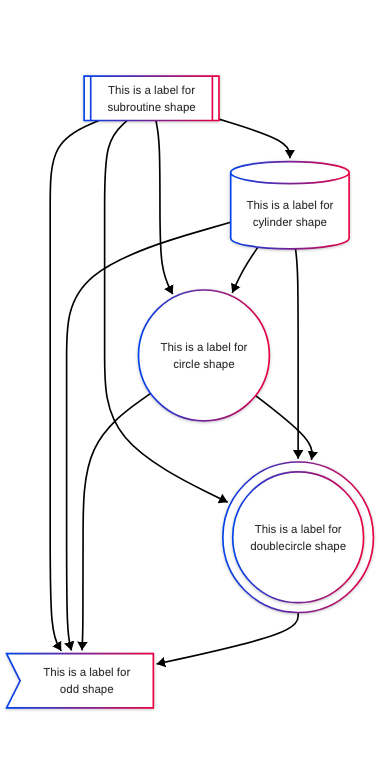 This is a label for
subroutine shape
This is a label for
cylinder shape
This is a label for
circle shape
This is a label for
doublecircle shape
This is a label for
odd shape